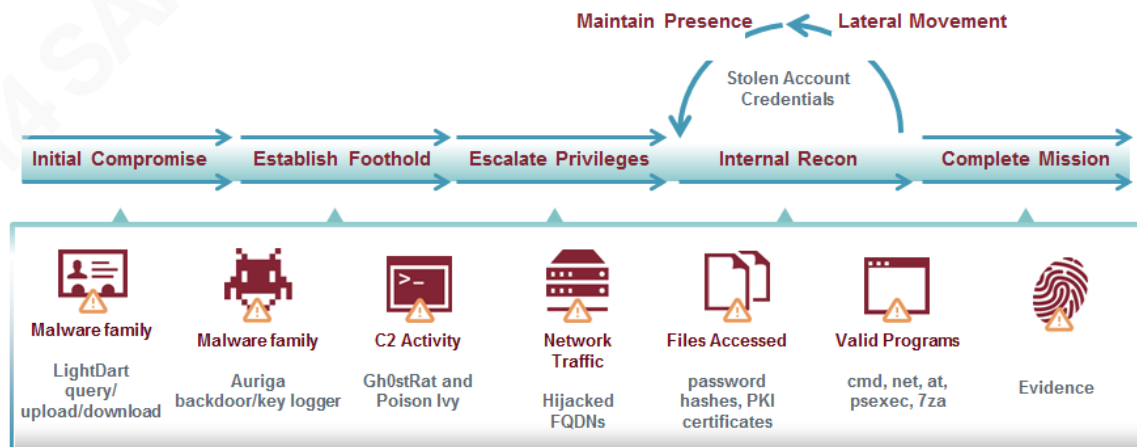 Maintain Presence
Lateral Movement
Stolen Account
Credentials
Initial Compromise
Establish Foothold
Escalate Privileges
Internal Recon
Complete Mission
>_
Malware family
LightDart
query/
upload/download
Malware family
Auriga
backdoor/key logger
C2 Activity
Gh0stRat and
Poison Ivy
Network
Traffic
Hijacked
FQDNs
Files Accessed
password
hashes, PKI
certificates
Valid Programs
cmd, net, at,
psexec, 7za
Evidence